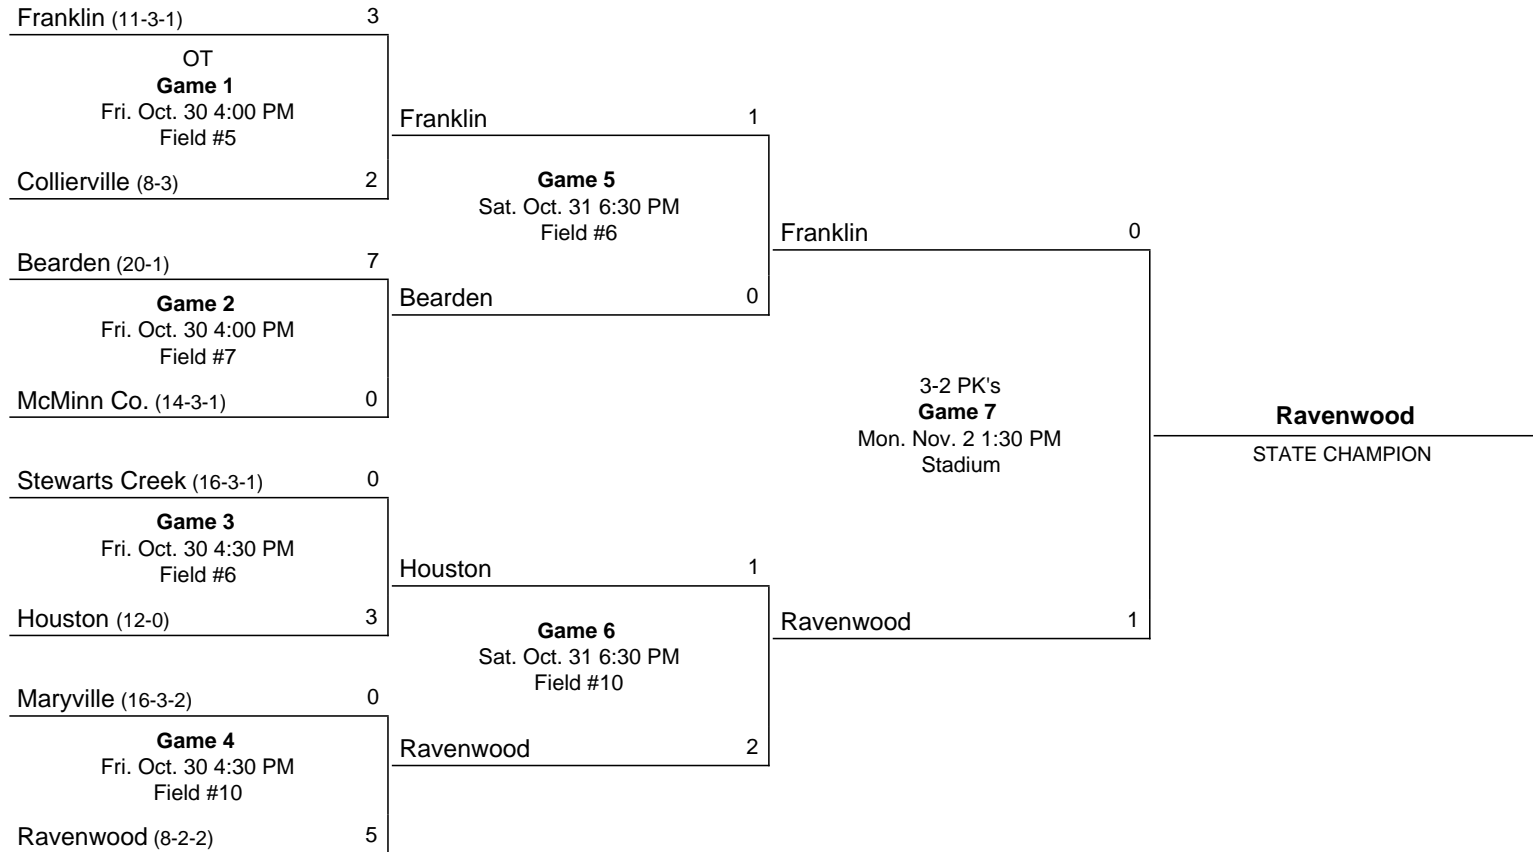 Franklin (11-3-1) 3
OT
Game 1
Fri. Oct. 30 4:00 PM
Field #5
Collierville (8-3) 2
Bearden (20-1) 7
Game 2
Fri. Oct. 30 4:00 PM
Field #7
McMinn Co. (14-3-1) 0
Stewarts Creek (16-3-1) 0
Game 3
Fri. Oct. 30 4:30 PM
Field #6
Houston (12-0) 3
Maryville (16-3-2) 0
Game 4
Fri. Oct. 30 4:30 PM
Field #10
Ravenwood (8-2-2) 5
Franklin 1
Game 5
Sat. Oct. 31 6:30 PM
Field #6
Bearden 0
Houston 1
Game 6
Sat. Oct. 31 6:30 PM
Field #10
Ravenwood 2
Franklin 0
3-2 PK's
Game 7
Mon. Nov. 2 1:30 PM
Stadium
Ravenwood 1
Ravenwood
STATE CHAMPION